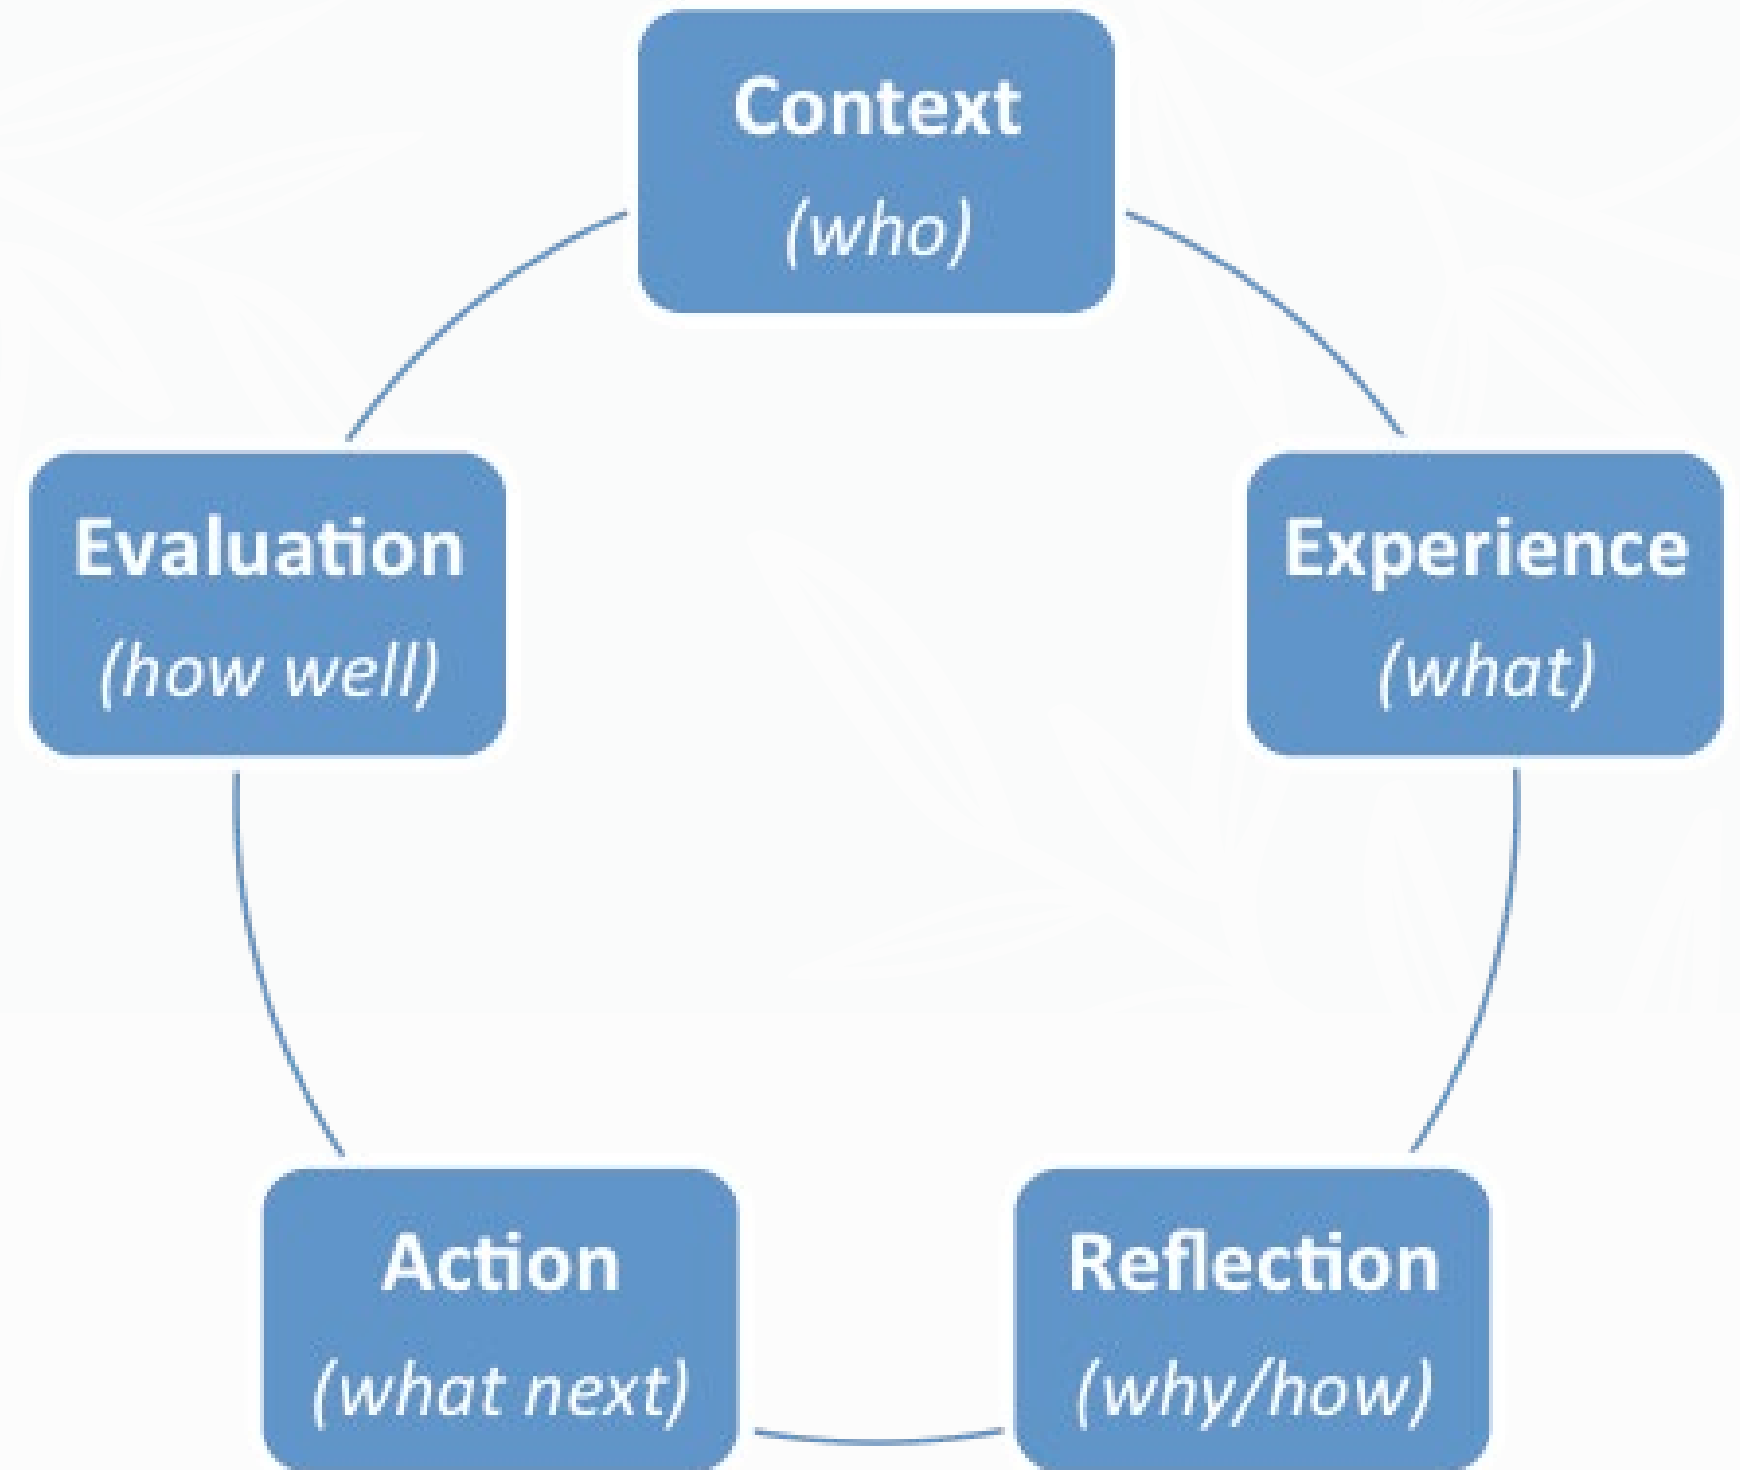 Context
(who)
Experience
(what)
Reflection
(why/how)
Action
(what next)
Evaluation
(how well)